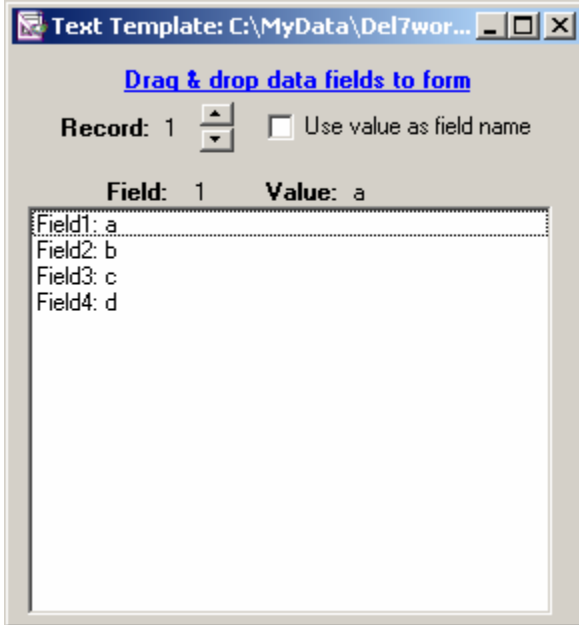 Text Template: C:\MyData\Del7wor...
Drag & drop data fields to form
Record: 1 Use value as field name
Field: 1 Value: a
Field1: a
Field2: b
Field3: c
Field4: d